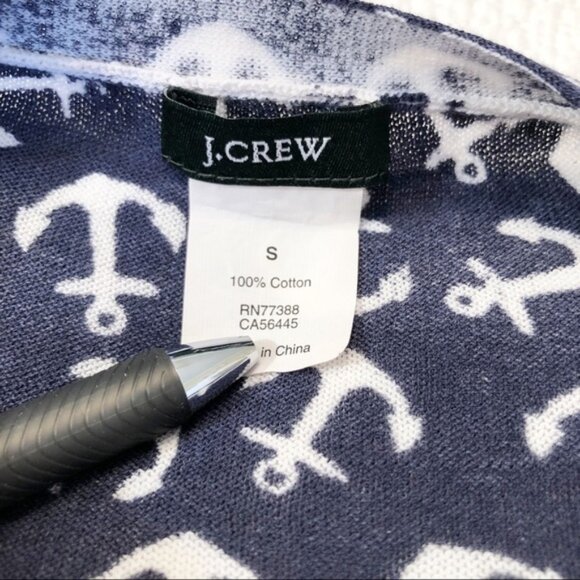 J.CREW
S
100% Cotton
RN77388
CA56445
in China